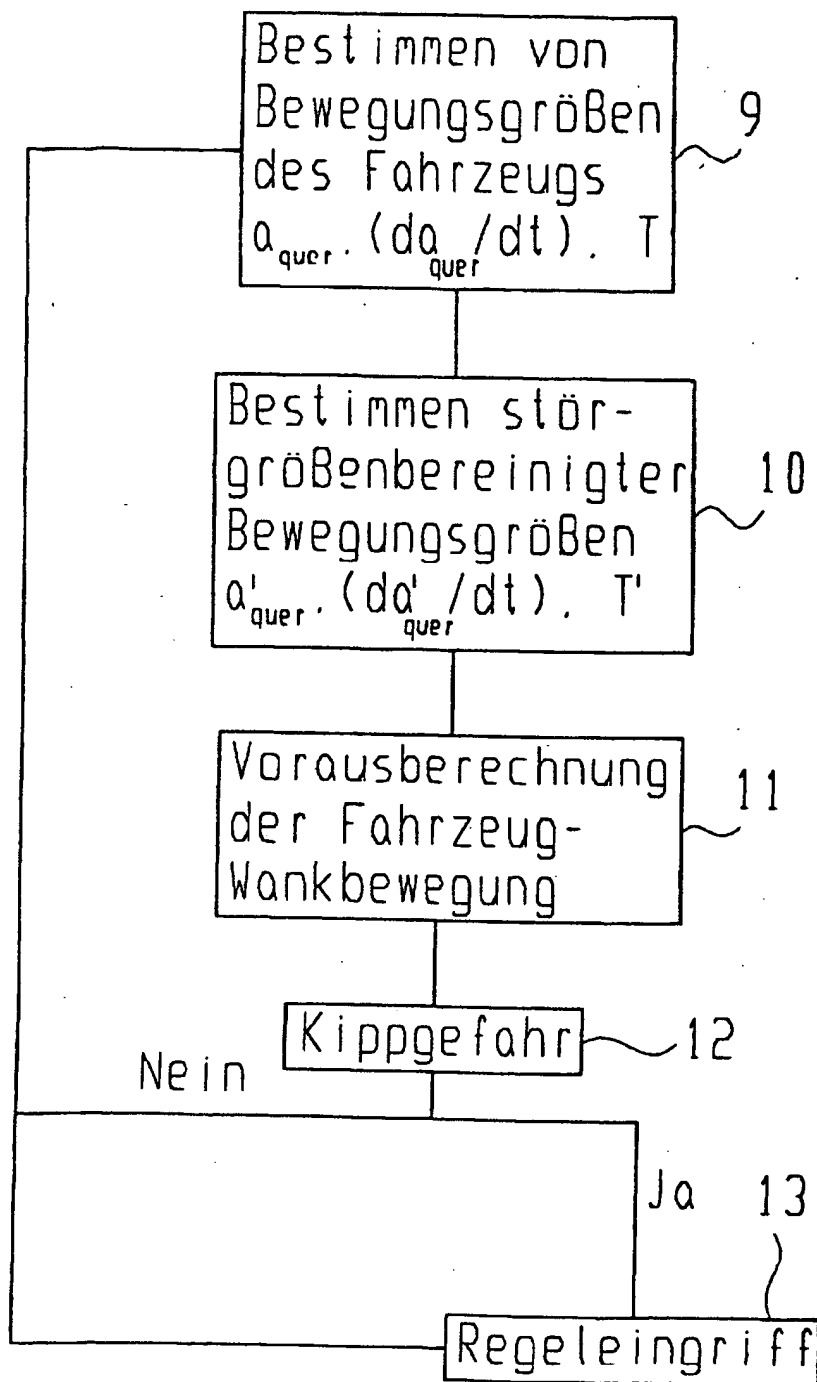 Bestimmen von
Bewegungsgrößen
des Fahrzeugs
a_quer. (da_quer/dt). T
9
Bestimmen stör-
größenbereinigter
Bewegungsgrößen
a'_quer. (da'_quer/dt). T'
10
Vorausberechnung
der Fahrzeug-
Wankbewegung
11
Kippgefahr
12
Nein
Ja
13
Regeleingriff